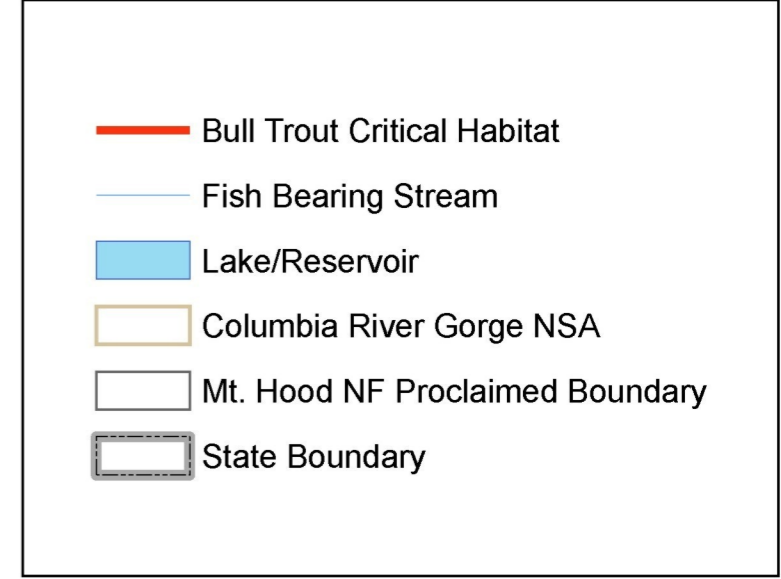 Bull Trout Critical Habitat
Fish Bearing Stream
Lake/Reservoir
Columbia River Gorge NSA
Mt. Hood NF Proclaimed Boundary
State Boundary